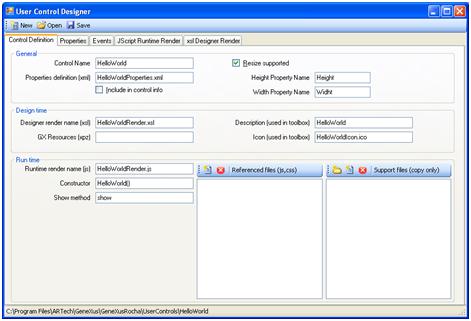 User Control Designer
New Open Save
Control Definition Properties Events JScript Runtime Render xsl Designer Render
General
Control Name HelloWorld Resize supported
Properties definition (xml) HelloWorldProperties.xml Height Property Name Height
Include in control info Width Property Name Widht
Design time
Designer render name (xsl) HelloWorldRender.xsl Description (used in toolbox) HelloWorld
GX Resources (xpz) Icon (used in toolbox) HelloWorldIcon.ico
Run time
Runtime render name (js) HelloWorldRender.js Referenced files (js,css) Support files (copy only)
Constructor HelloWorld()
Show method show
C:\Program Files\ARTech\GeneXus\GeneXusRocha\UserControls\HelloWorld